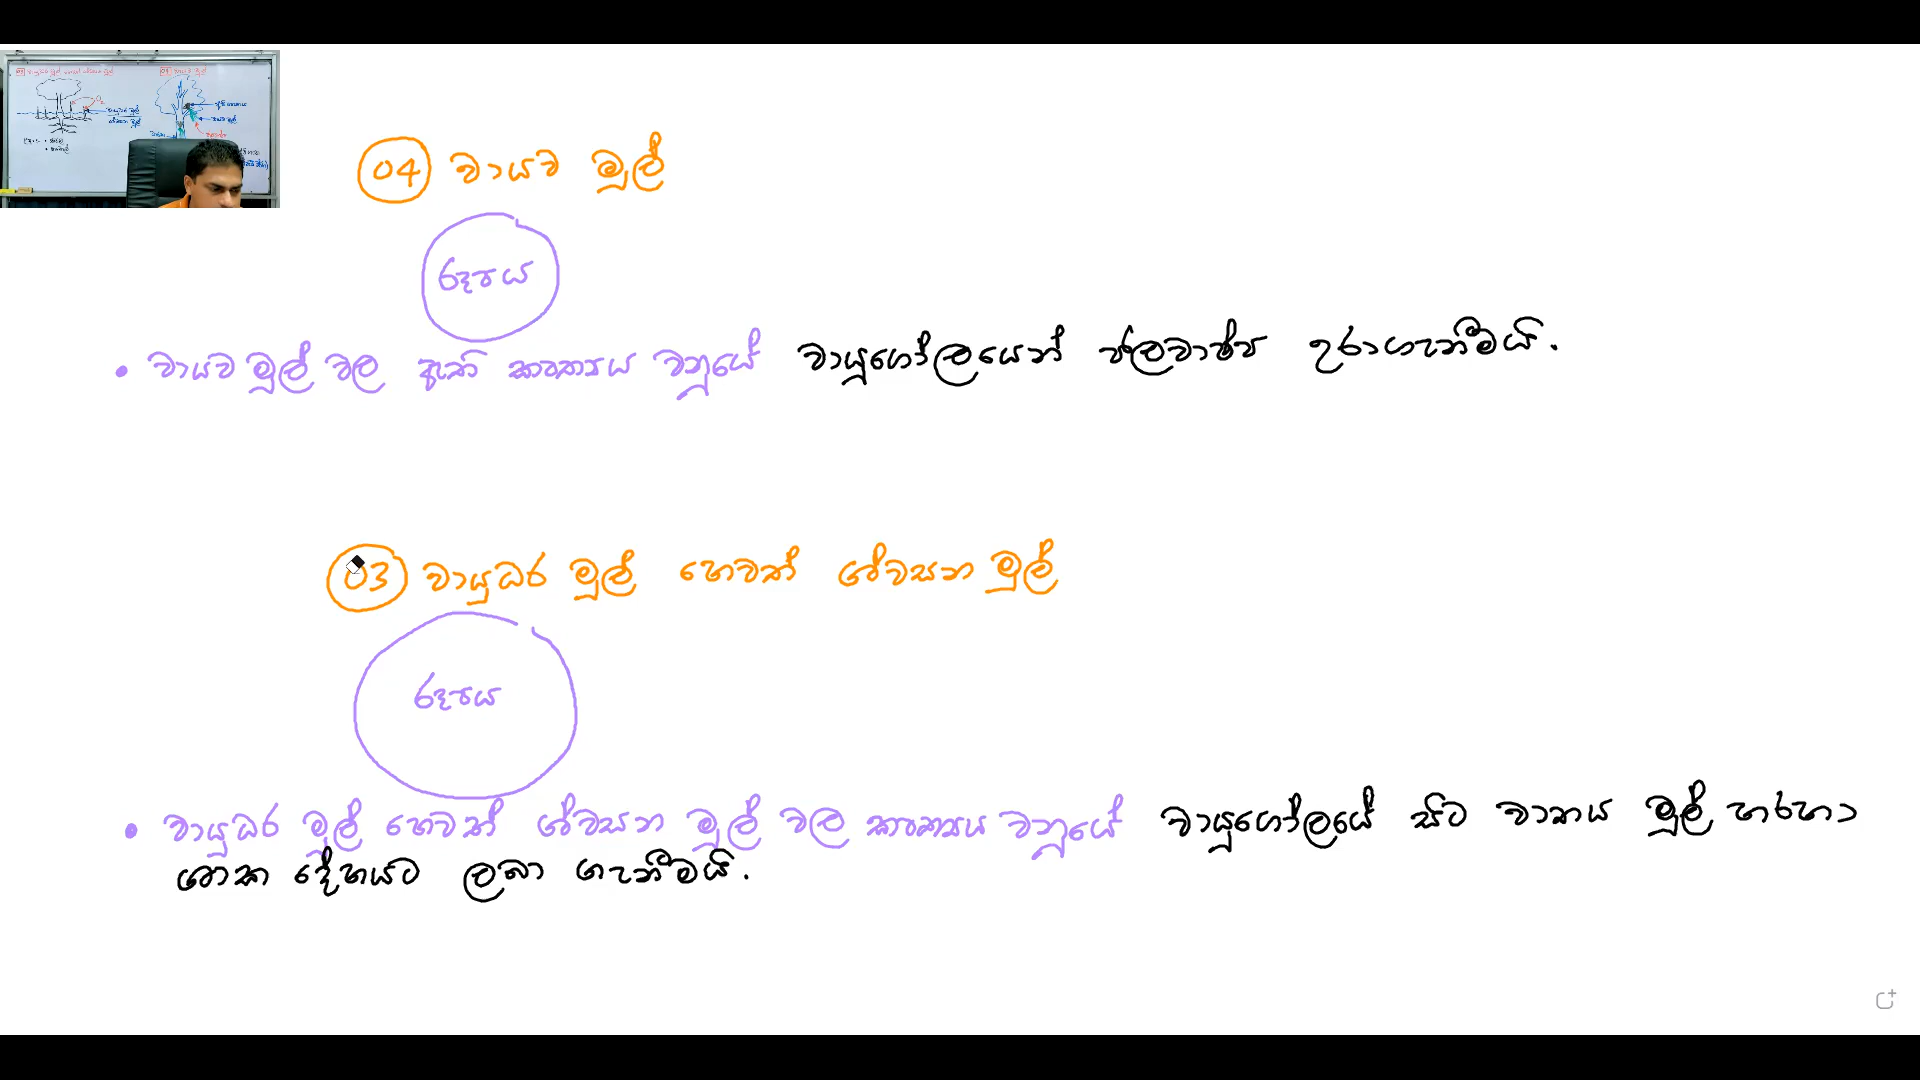 04 වායව මූල්
රූපය
• වායව මූල් වල ඇති කෘත්‍යය වනුයේ වායුගෝලයෙන් ජලවාෂ්ප උරාගැනීමයි.
03 වායුධර මූල් හෙවත් ශ්වසන මූල්
රූපය
• වායුධර මූල් හෙවත් ශ්වසන මූල් වල කෘත්‍යය වනුයේ වායුගෝලයේ සිට වාතය මූල් හරහා
ශාක දේහයට ලබා ගැනීමයි.